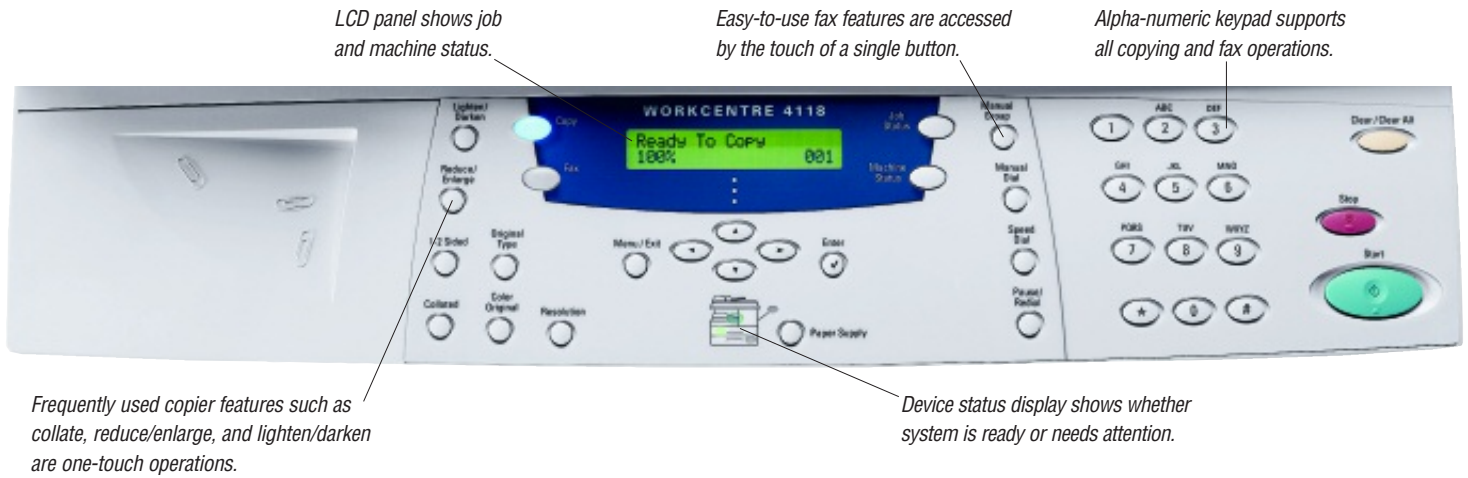 LCD panel shows job
and machine status.
Easy-to-use fax features are accessed
by the touch of a single button.
Alpha-numeric keypad supports
all copying and fax operations.
Lighten/
Darken
Reduce/
Enlarge
1-2 Sided
Original
Type
Collated
Color
Original
Resolution
Copy
Fax
WORKCENTRE 4118
Ready To Copy
100% 001
Job
Status
Machine
Status
Menu/Exit
Enter
Paper Supply
Manual
Group
Manual
Dial
Speed
Dial
Pause/
Redial
ABC DEF
1 2 3
GHI JKL MNO
4 5 6
PQRS TUV WXYZ
7 8 9
* 0 #
Clear/Clear All
Stop
Start
Frequently used copier features such as
collate, reduce/enlarge, and lighten/darken
are one-touch operations.
Device status display shows whether
system is ready or needs attention.